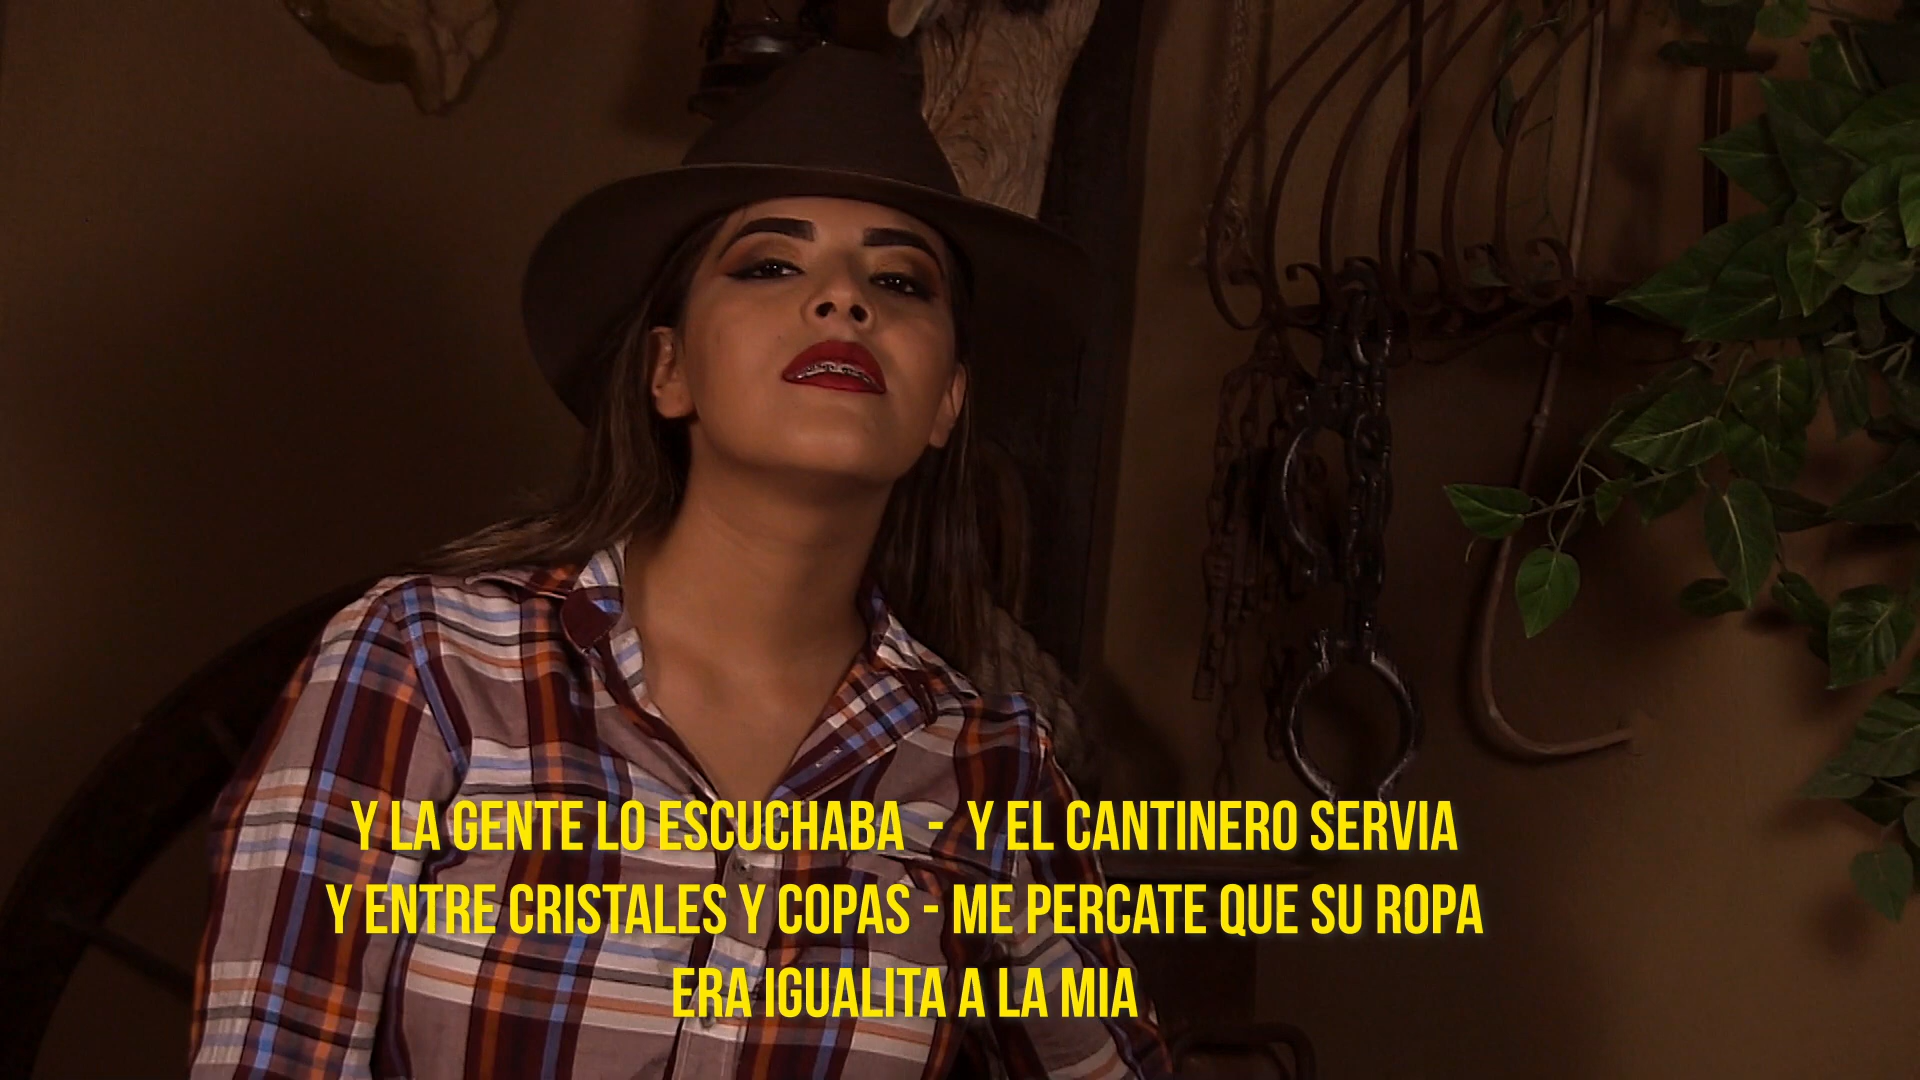 Y LA GENTE LO ESCUCHABA - Y EL CANTINERO SERVIA
Y ENTRE CRISTALES Y COPAS - ME PERCATE QUE SU ROPA
ERA IGUALITA A LA MIA